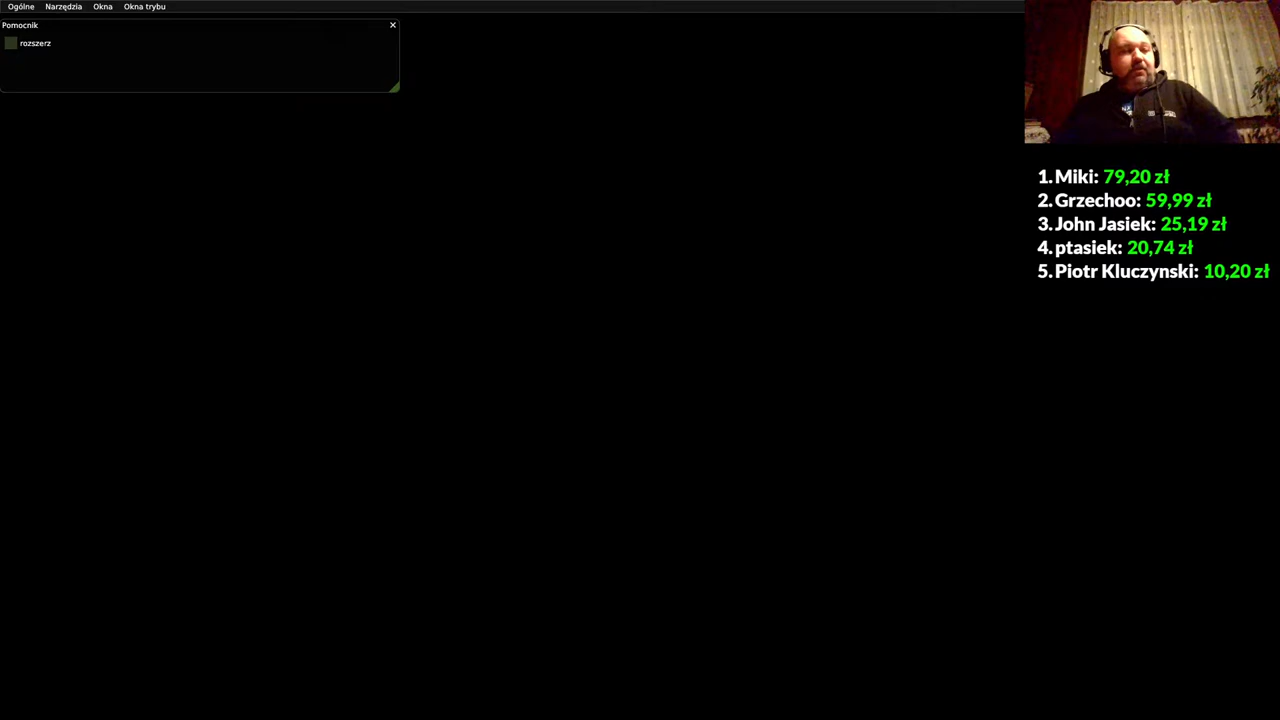 Ogólne Narzędzia Okna Okna trybu
Pomocnik
rozszerz
1. Miki: 79,20 zł
2. Grzechoo: 59,99 zł
3. John Jasiek: 25,19 zł
4. ptasiek: 20,74 zł
5. Piotr Kluczynski: 10,20 zł